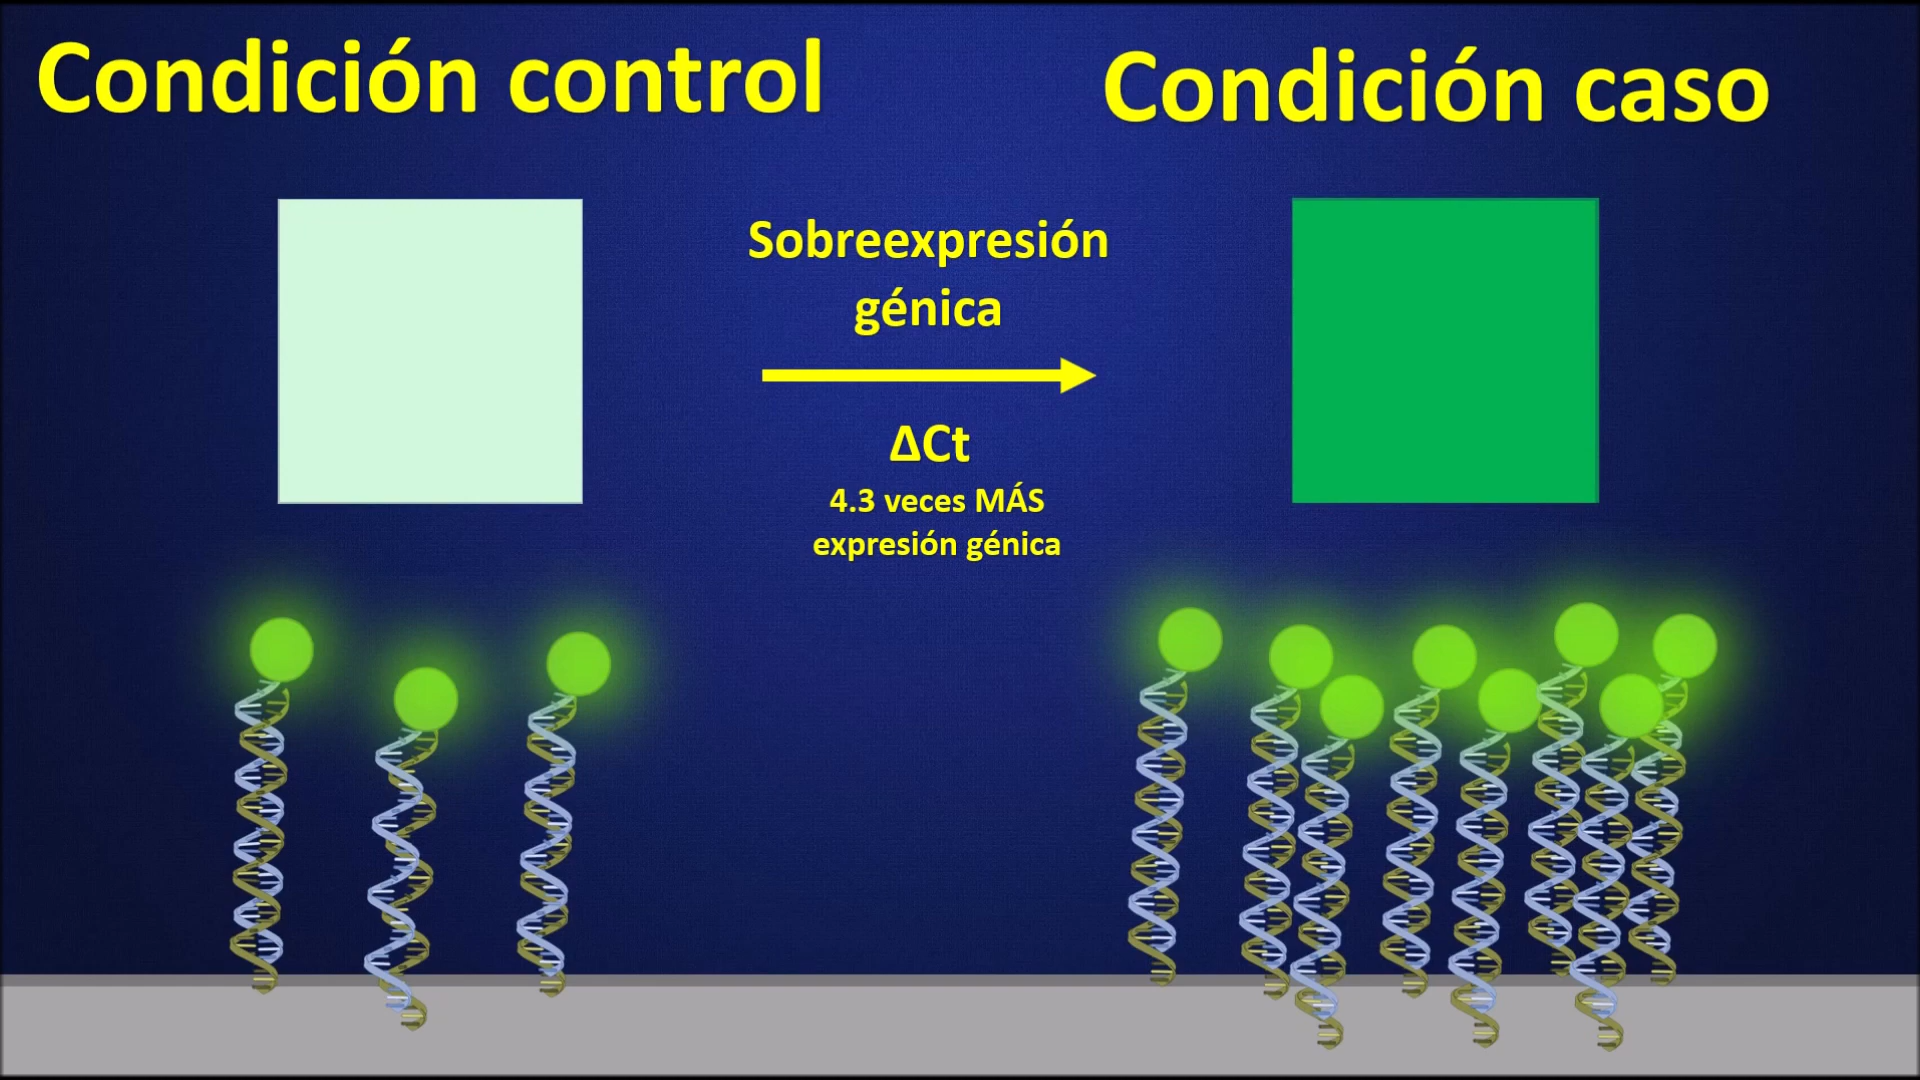 Condición control
Condición caso
Sobreexpresión
génica
ΔCt
4.3 veces MÁS
expresión génica